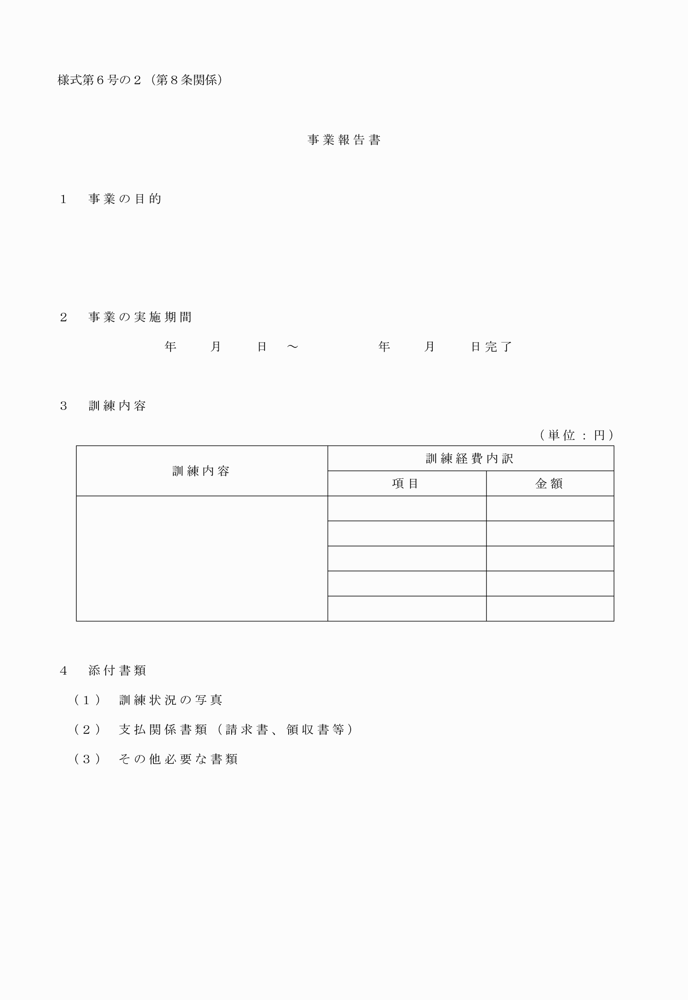 様式第６号の２（第８条関係）
事業報告書
１　事業の目的
２　事業の実施期間
年　　月　　日　～　　　　　年　　月　　日完了
３　訓練内容
（単位：円）
訓練内容
訓練経費内訳
項目　金額
４　添付書類
（１）　訓練状況の写真
（２）　支払関係書類（請求書、領収書等）
（３）　その他必要な書類